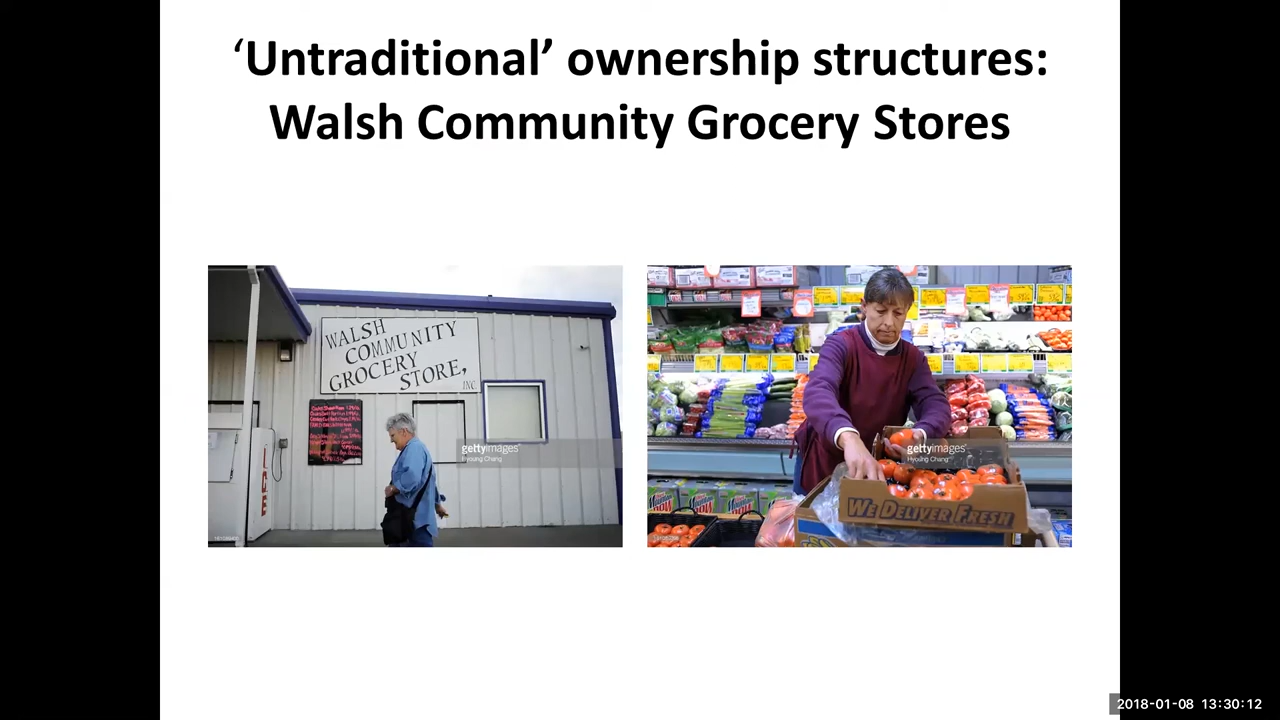 ‘Untraditional’ ownership structures:
Walsh Community Grocery Stores
WALSH
COMMUNITY
GROCERY
STORE,
INC
ICE
gettyimages
Hyoung Chang
gettyimages
Hyoung Chang
WE DELIVER FRESH
2018-01-08 13:30:12